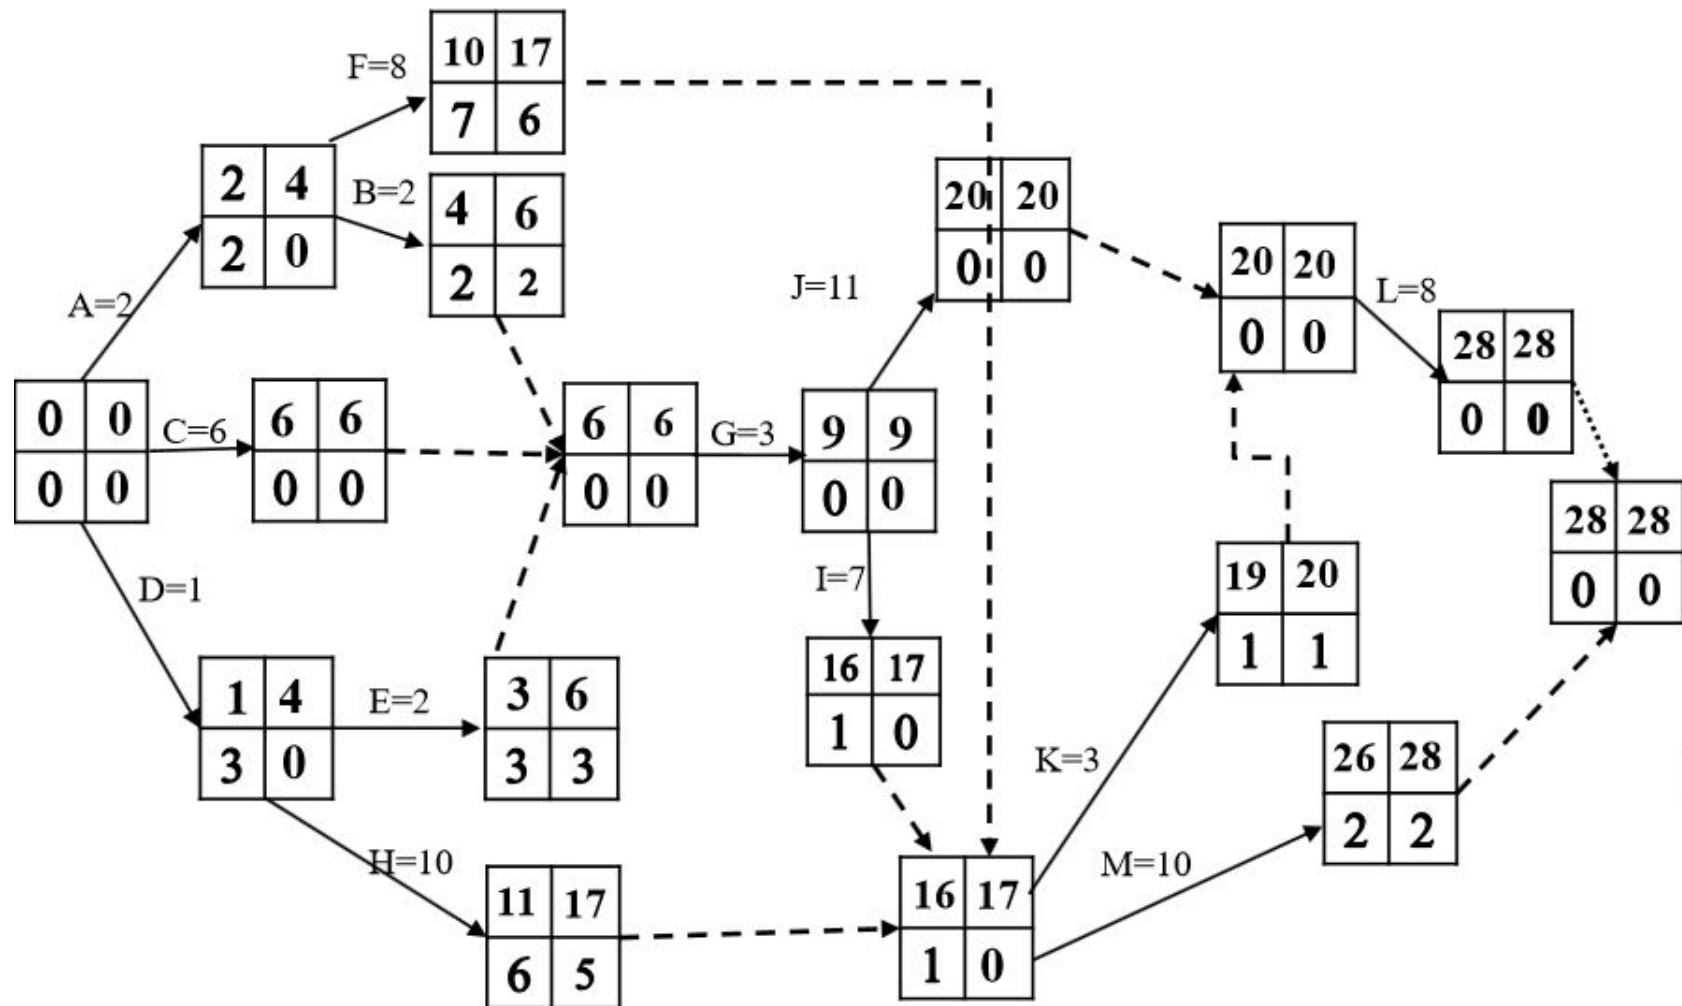 10 17
F=8
7 6
2 4
B=2
4 6
2 0
2 2
20 20
0 0
J=11
20 20
0 0
L=8
A=2
28 28
0 0
0 0
C=6
6 6
0 0
0 0
6 6
G=3
9 9
0 0
0 0
28 28
0 0
D=1
I=7
19 20
1 1
1 4
E=2
3 6
3 0
3 3
16 17
1 0
K=3
26 28
2 2
H=10
11 17
6 5
16 17
1 0
M=10